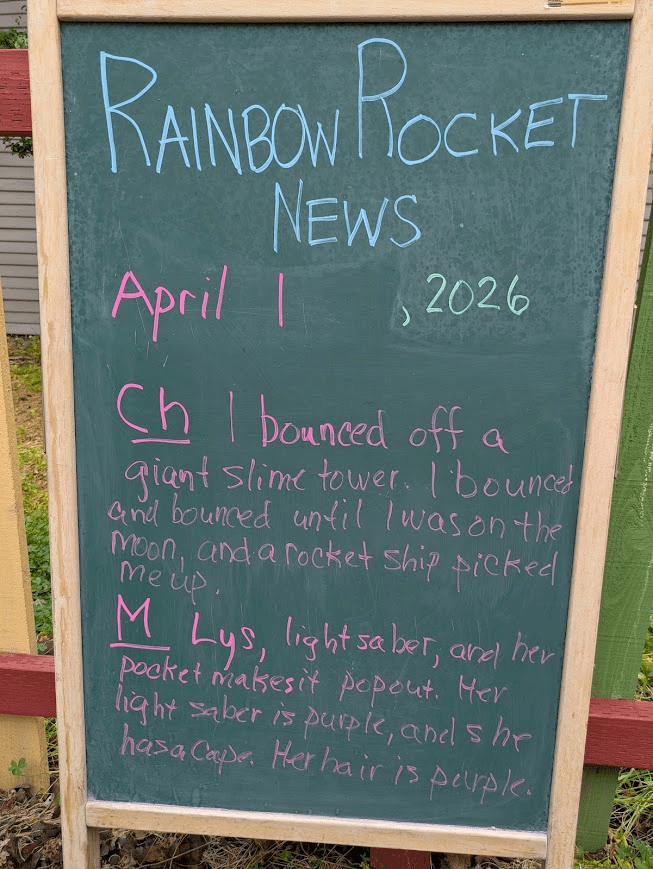 RAINBOW ROCKET
NEWS
April 1 , 2026
Ch I bounced off a
giant slime tower. I bounced
and bounced until I was on the
moon, and a rocket ship picked
me up.
M Lys, light saber, and her
pocket makes it pop out. Her
light saber is purple, and she
has a cape. Her hair is purple.